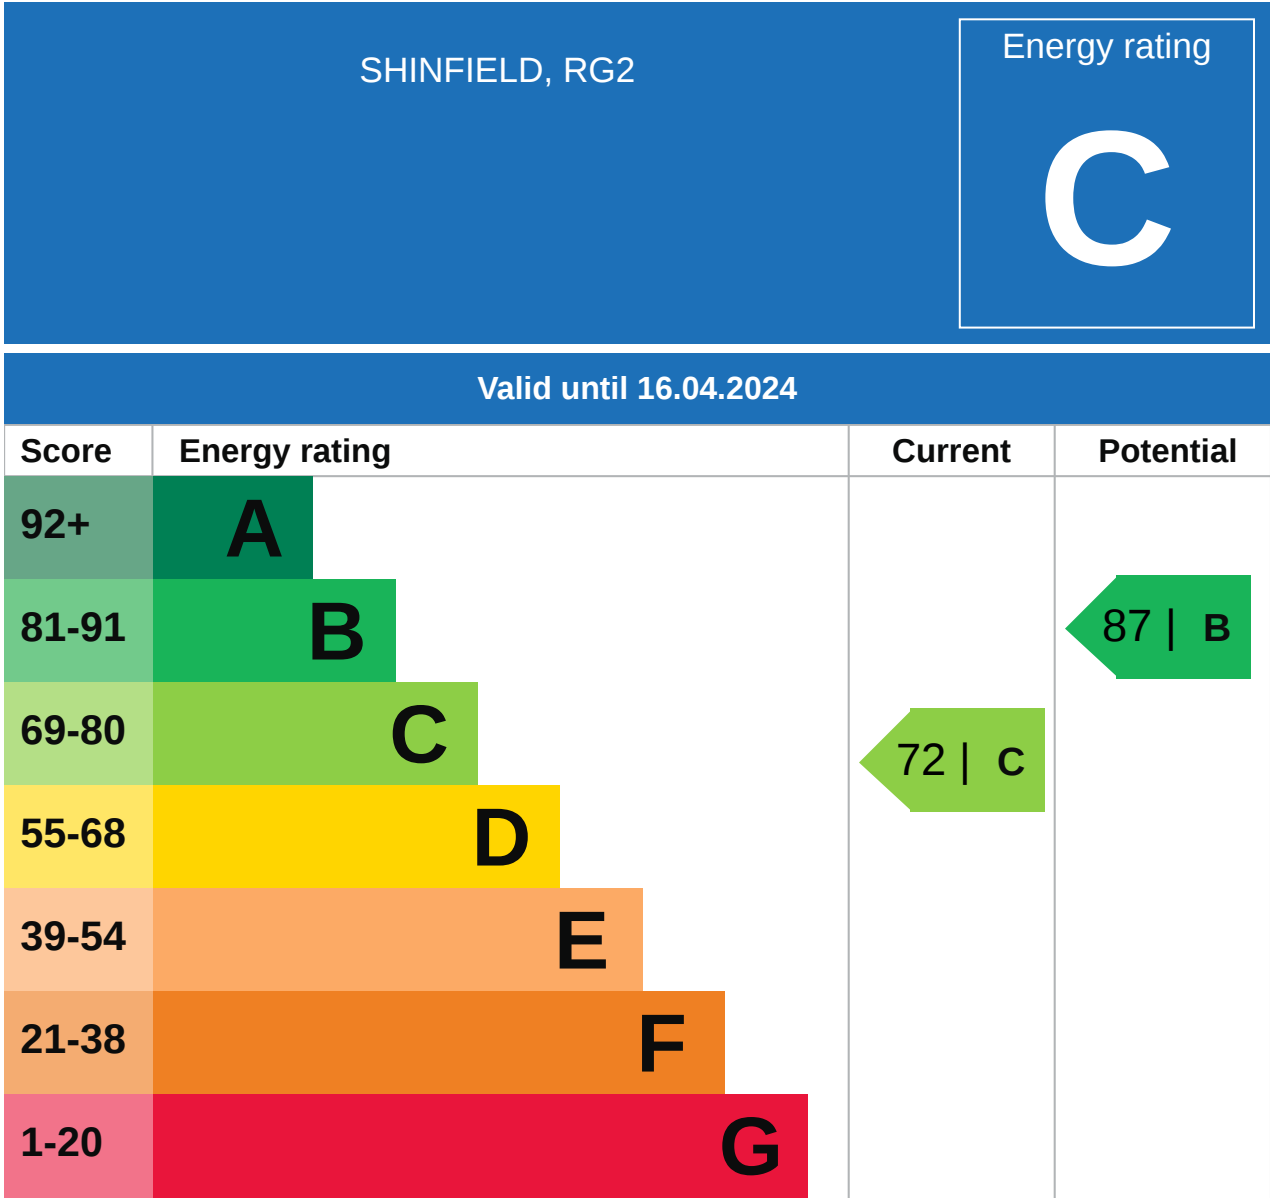 SHINFIELD, RG2
Energy rating
C
Valid until 16.04.2024
Score Energy rating Current Potential
92+ A
81-91 B 87 | B
69-80 C 72 | C
55-68 D
39-54 E
21-38 F
1-20 G